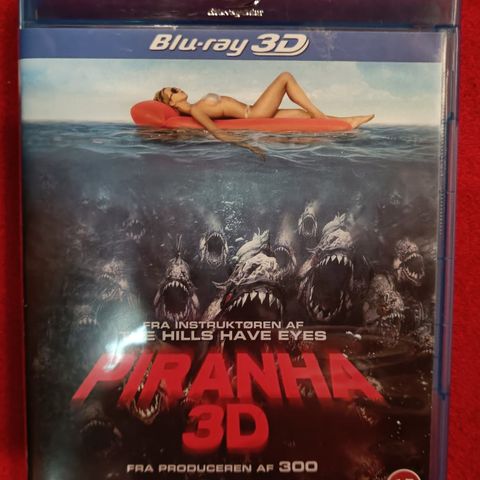 Blu-ray 3D
FRA INSTRUKTØREN AF
THE HILLS HAVE EYES
PIRANHA
3D
FRA PRODUCEREN AF 300